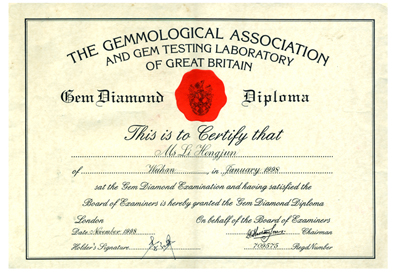 THE GEMMOLOGICAL ASSOCIATION
AND GEM TESTING LABORATORY
OF GREAT BRITAIN
Gem Diamond Diploma
This is to Certify that
Ms Li Hongjun
of Wuhan, in January 1998
sat the Gem Diamond Examination and having satisfied the
Board of Examiners is hereby granted the Gem Diamond Diploma
London On behalf of the Board of Examiners
Date November 1998 Chairman
Holder's Signature 709575 Regd Number